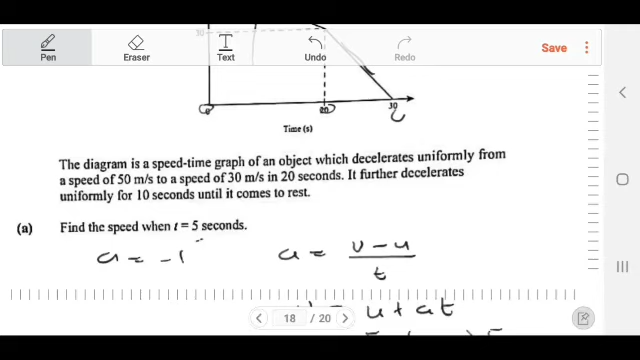 Pen
Eraser
Text
Undo
Redo
Save
0
20
30
Time (s)
The diagram is a speed-time graph of an object which decelerates uniformly from
a speed of 50 m/s to a speed of 30 m/s in 20 seconds. It further decelerates
uniformly for 10 seconds until it comes to rest.
(a) Find the speed when t = 5 seconds.
a = -1
a = v - u
t
= u + at
18 / 20